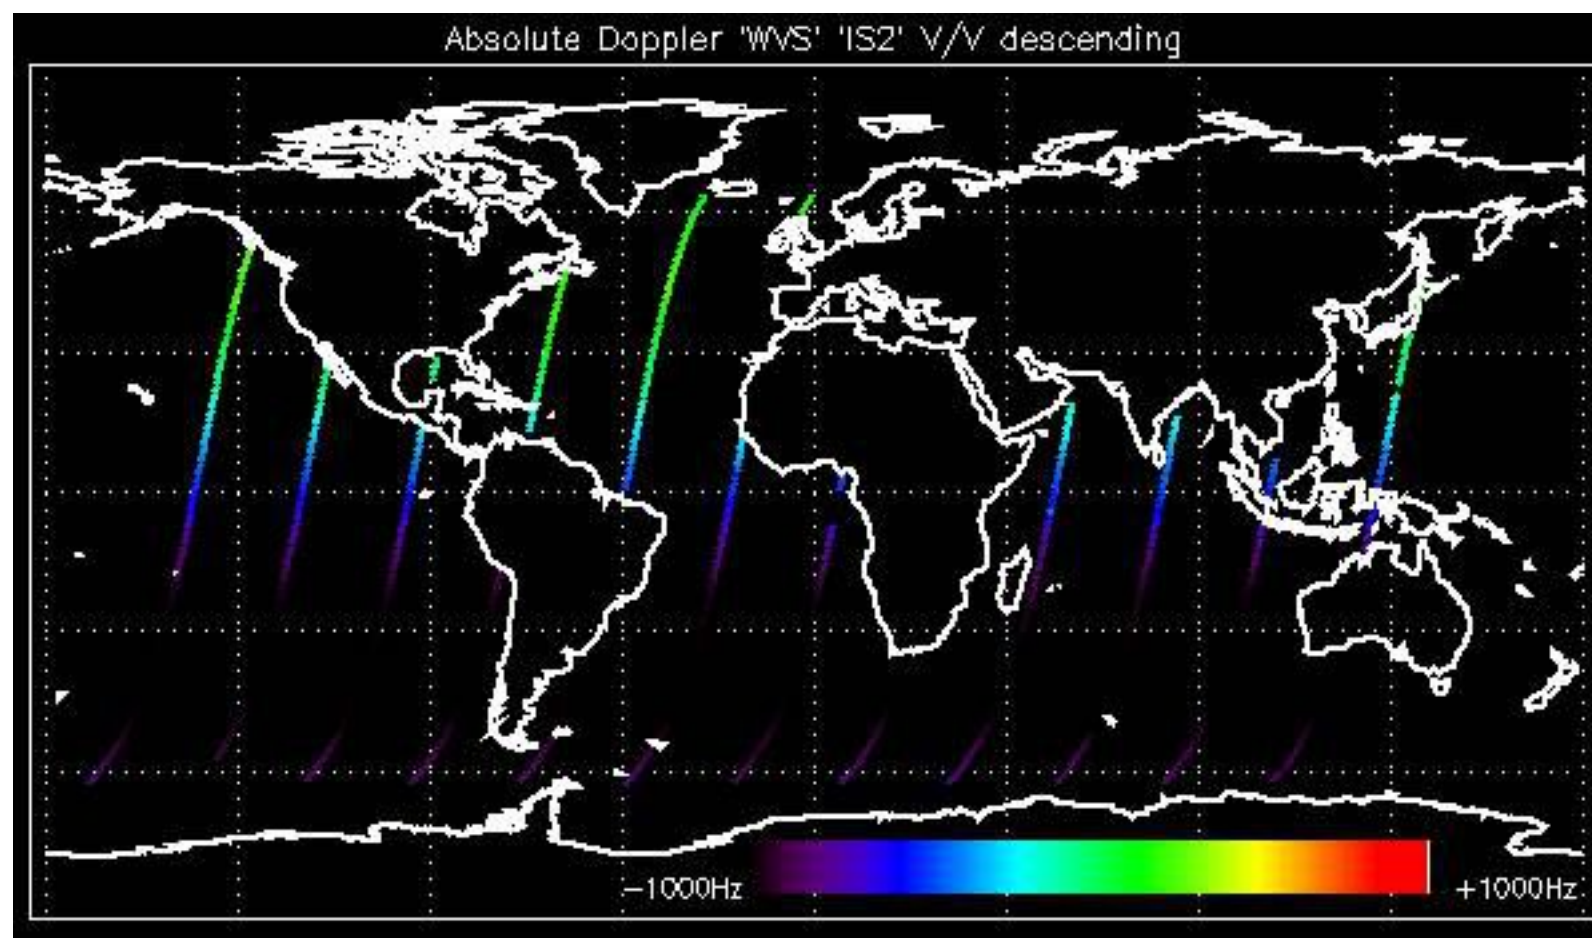 Absolute Doppler 'WVS' 'IS2' V/V descending
−1000Hz +1000Hz